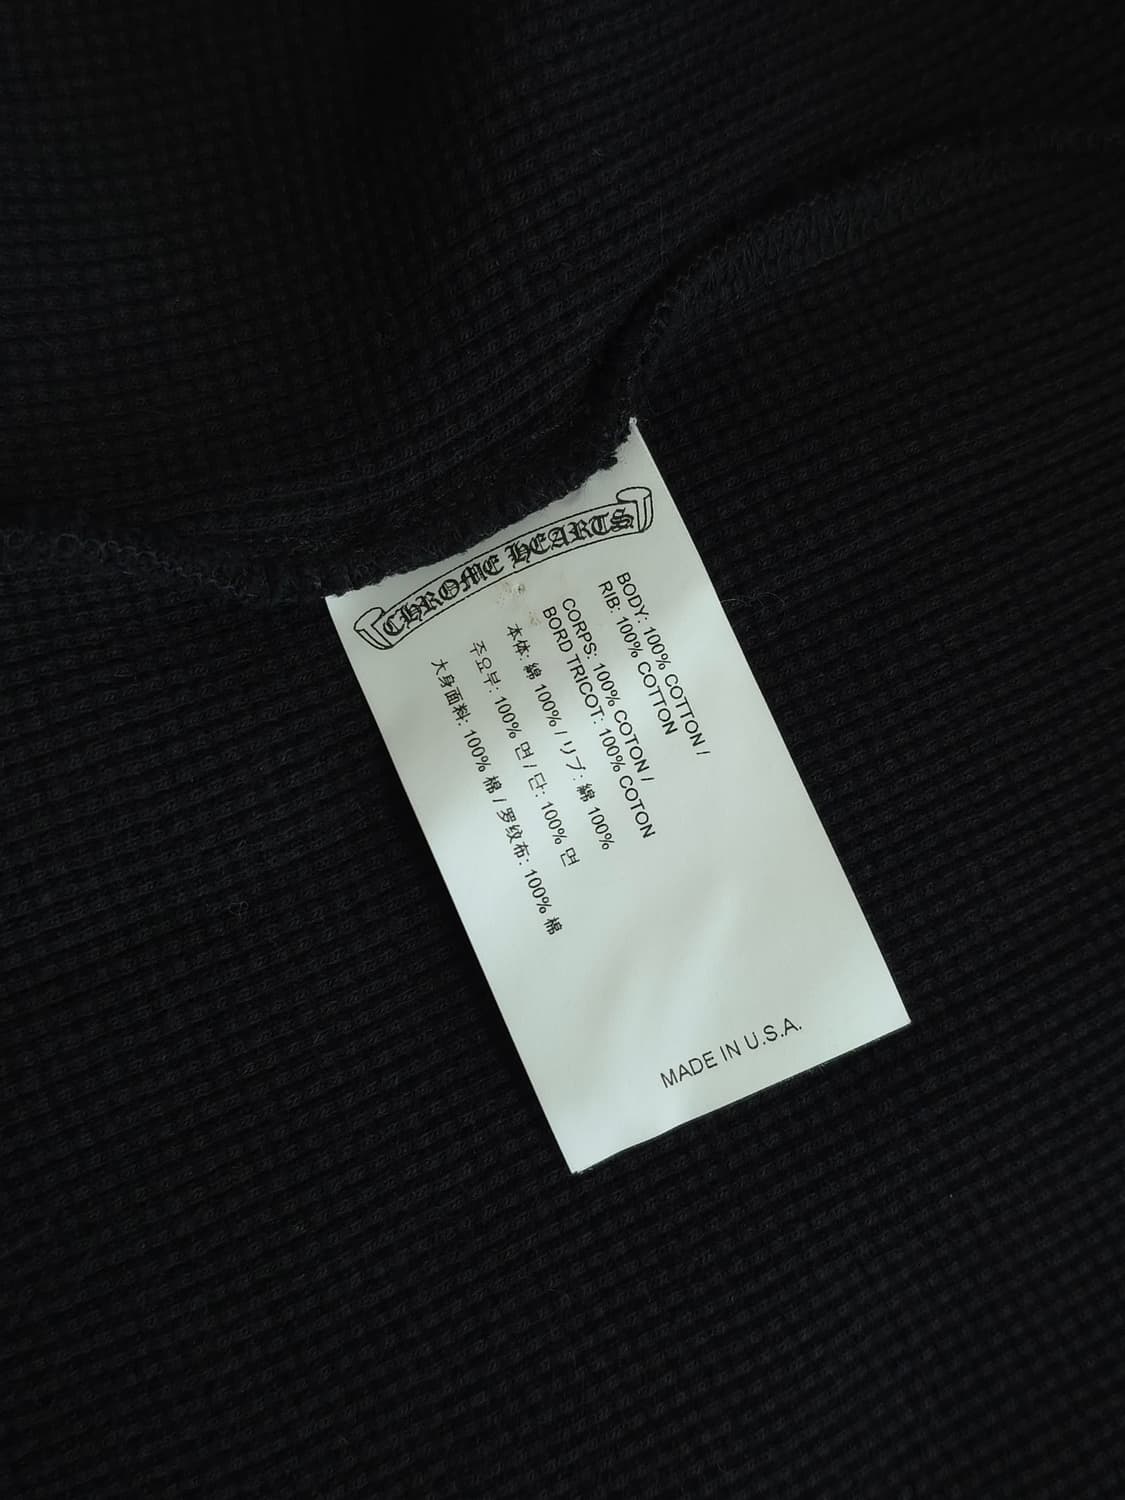 CHROME HEARTS
BODY: 100% COTTON /
RIB: 100% COTTON
CORPS: 100% COTON /
BORD TRICOT: 100% COTON
本体: 綿 100% / リブ: 綿 100%
주요부: 100% 면 / 단: 100% 면
大身面料: 100% 棉 / 罗纹布: 100% 棉
MADE IN U.S.A.